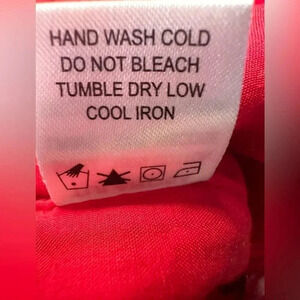 HAND WASH COLD
DO NOT BLEACH
TUMBLE DRY LOW
COOL IRON